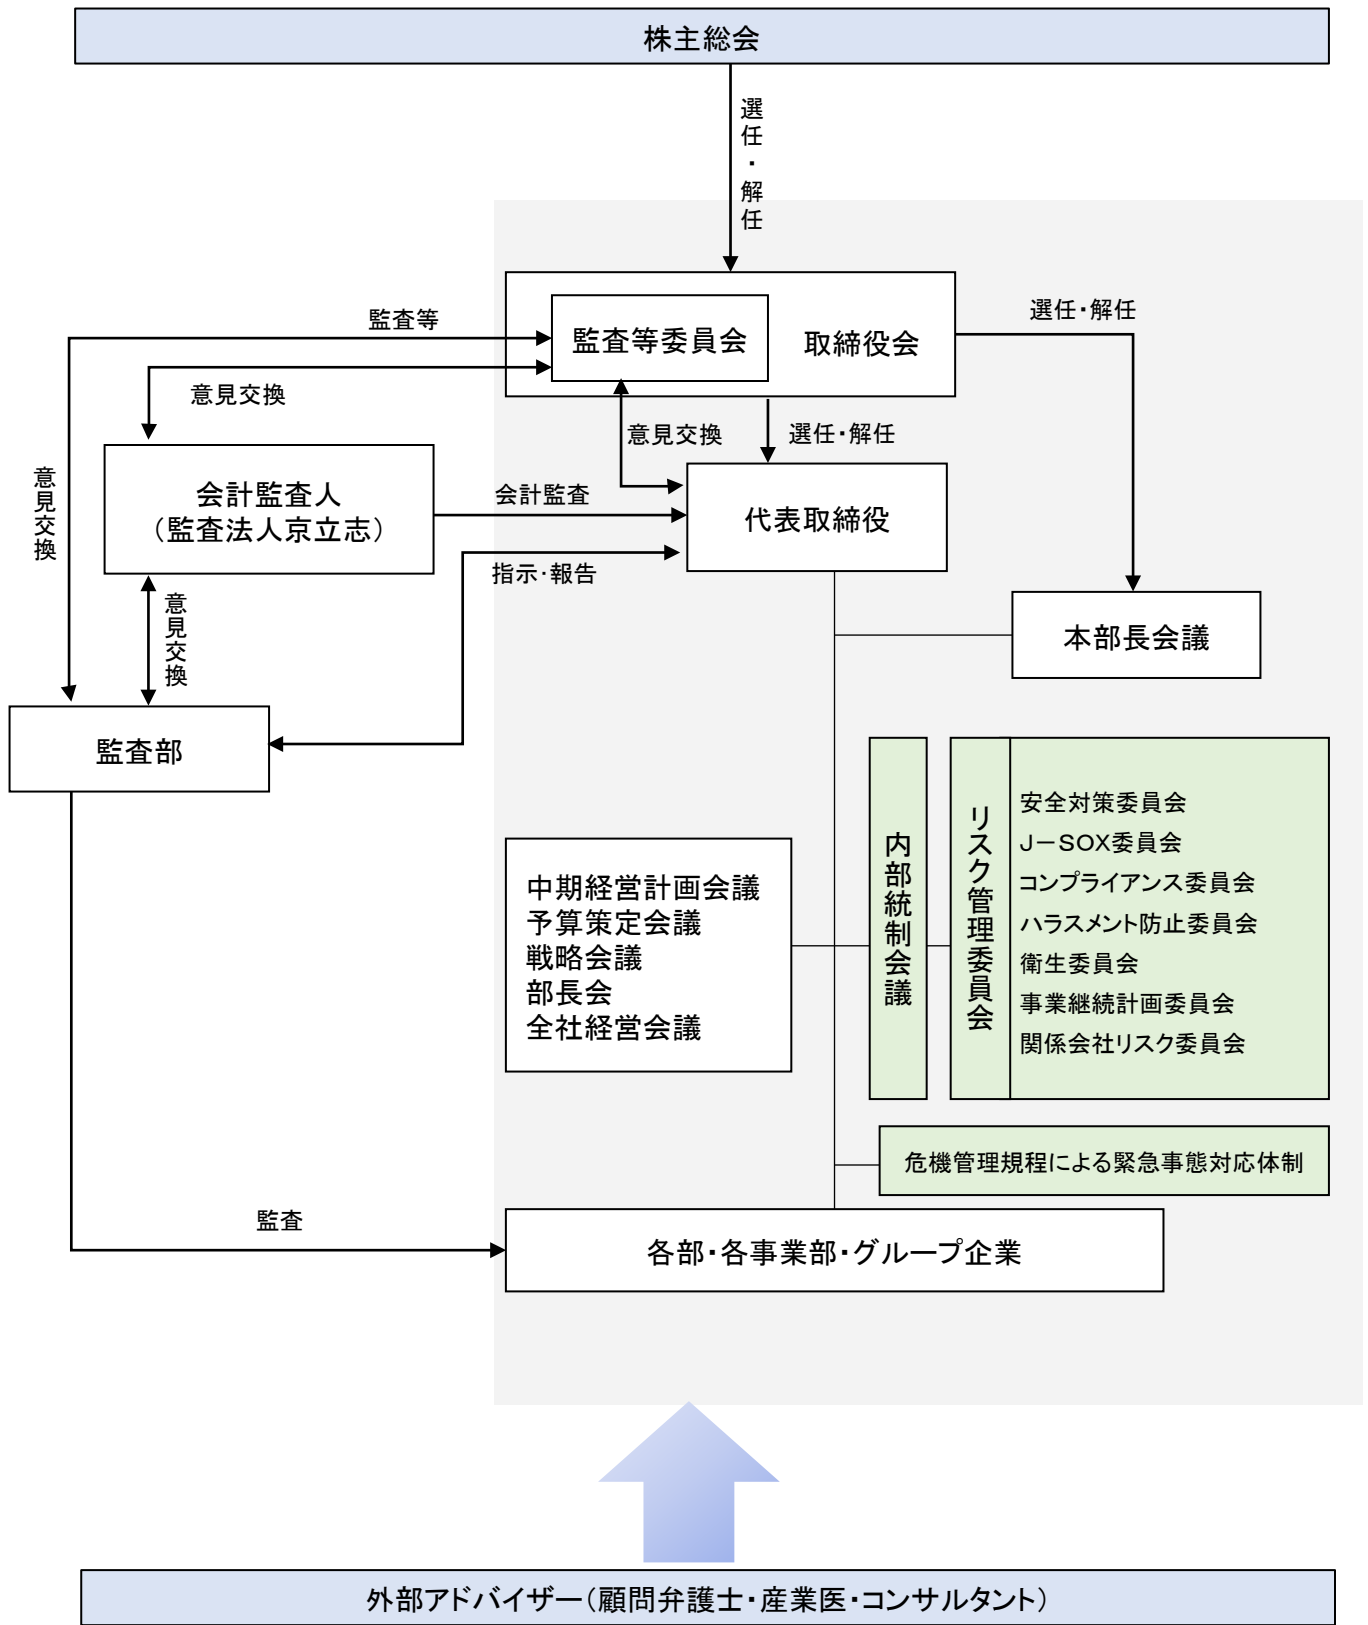 株主総会
選任・解任
監査等委員会
取締役会
監査等
選任・解任
意見交換
意見交換
選任・解任
意見交換
会計監査人
（監査法人京立志）
会計監査
代表取締役
指示・報告
意見交換
本部長会議
監査部
中期経営計画会議
予算策定会議
戦略会議
部長会
全社経営会議
内部統制会議
リスク管理委員会
安全対策委員会
J－SOX委員会
コンプライアンス委員会
ハラスメント防止委員会
衛生委員会
事業継続計画委員会
関係会社リスク委員会
危機管理規程による緊急事態対応体制
監査
各部・各事業部・グループ企業
外部アドバイザー（顧問弁護士・産業医・コンサルタント）